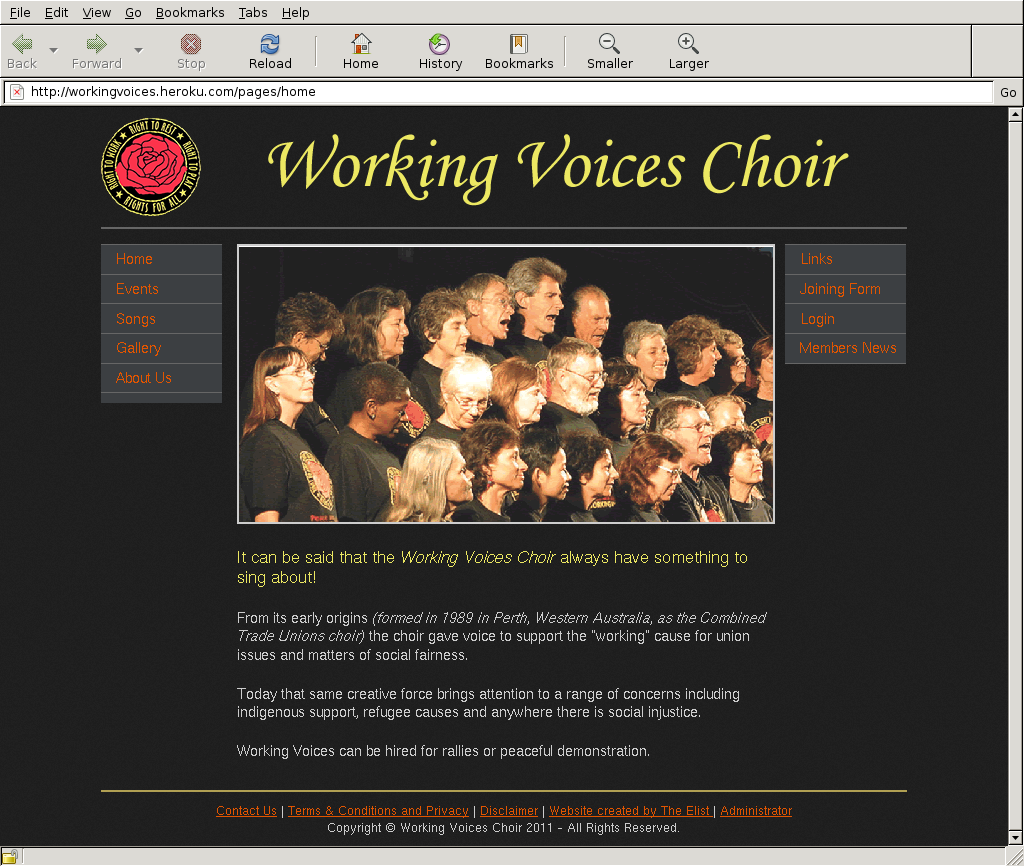 File Edit View Go Bookmarks Tabs Help
Back Forward Stop Reload Home History Bookmarks Smaller Larger
http://workingvoices.heroku.com/pages/home Go
RIGHT TO WORK ★ RIGHT TO REST ★ RIGHT TO PLAY ★ RIGHTS FOR ALL ★
Working Voices Choir
Home
Events
Songs
Gallery
About Us
Links
Joining Form
Login
Members News
It can be said that the Working Voices Choir always have something to
sing about!
From its early origins (formed in 1989 in Perth, Western Australia, as the Combined
Trade Unions choir) the choir gave voice to support the "working" cause for union
issues and matters of social fairness.
Today that same creative force brings attention to a range of concerns including
indigenous support, refugee causes and anywhere there is social injustice.
Working Voices can be hired for rallies or peaceful demonstration.
Contact Us | Terms & Conditions and Privacy | Disclaimer | Website created by The Elist | Administrator
Copyright © Working Voices Choir 2011 - All Rights Reserved.